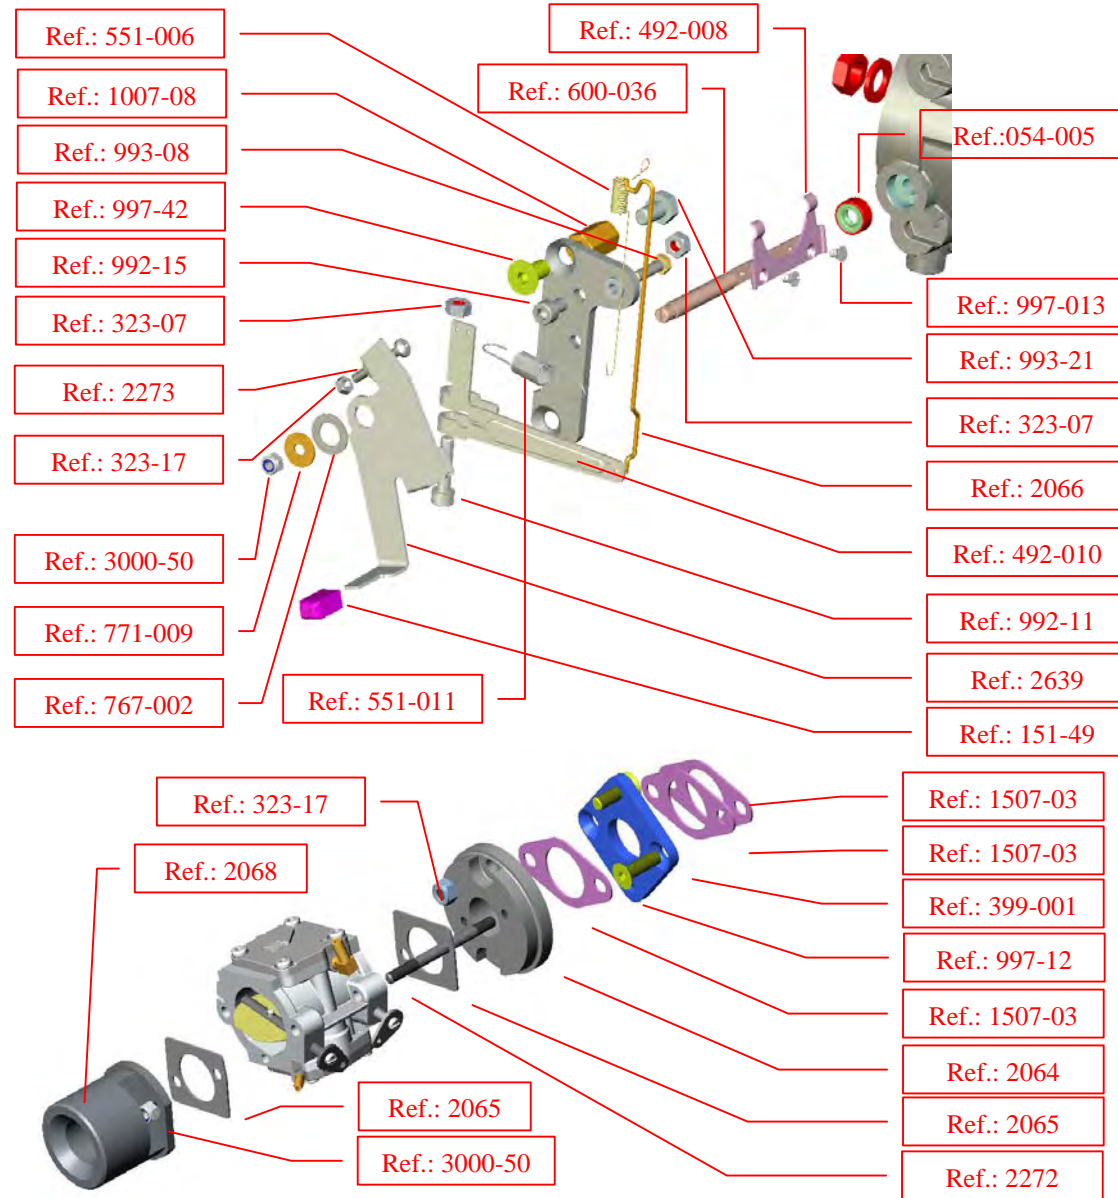 Ref.: 551-006
Ref.: 492-008
Ref.: 1007-08
Ref.: 600-036
Ref.: 993-08
Ref.:054-005
Ref.: 997-42
Ref.: 992-15
Ref.: 997-013
Ref.: 323-07
Ref.: 993-21
Ref.: 2273
Ref.: 323-07
Ref.: 323-17
Ref.: 2066
Ref.: 3000-50
Ref.: 492-010
Ref.: 771-009
Ref.: 992-11
Ref.: 767-002
Ref.: 551-011
Ref.: 2639
Ref.: 151-49
Ref.: 323-17
Ref.: 1507-03
Ref.: 2068
Ref.: 1507-03
Ref.: 399-001
Ref.: 997-12
Ref.: 1507-03
Ref.: 2064
Ref.: 2065
Ref.: 2065
Ref.: 3000-50
Ref.: 2272